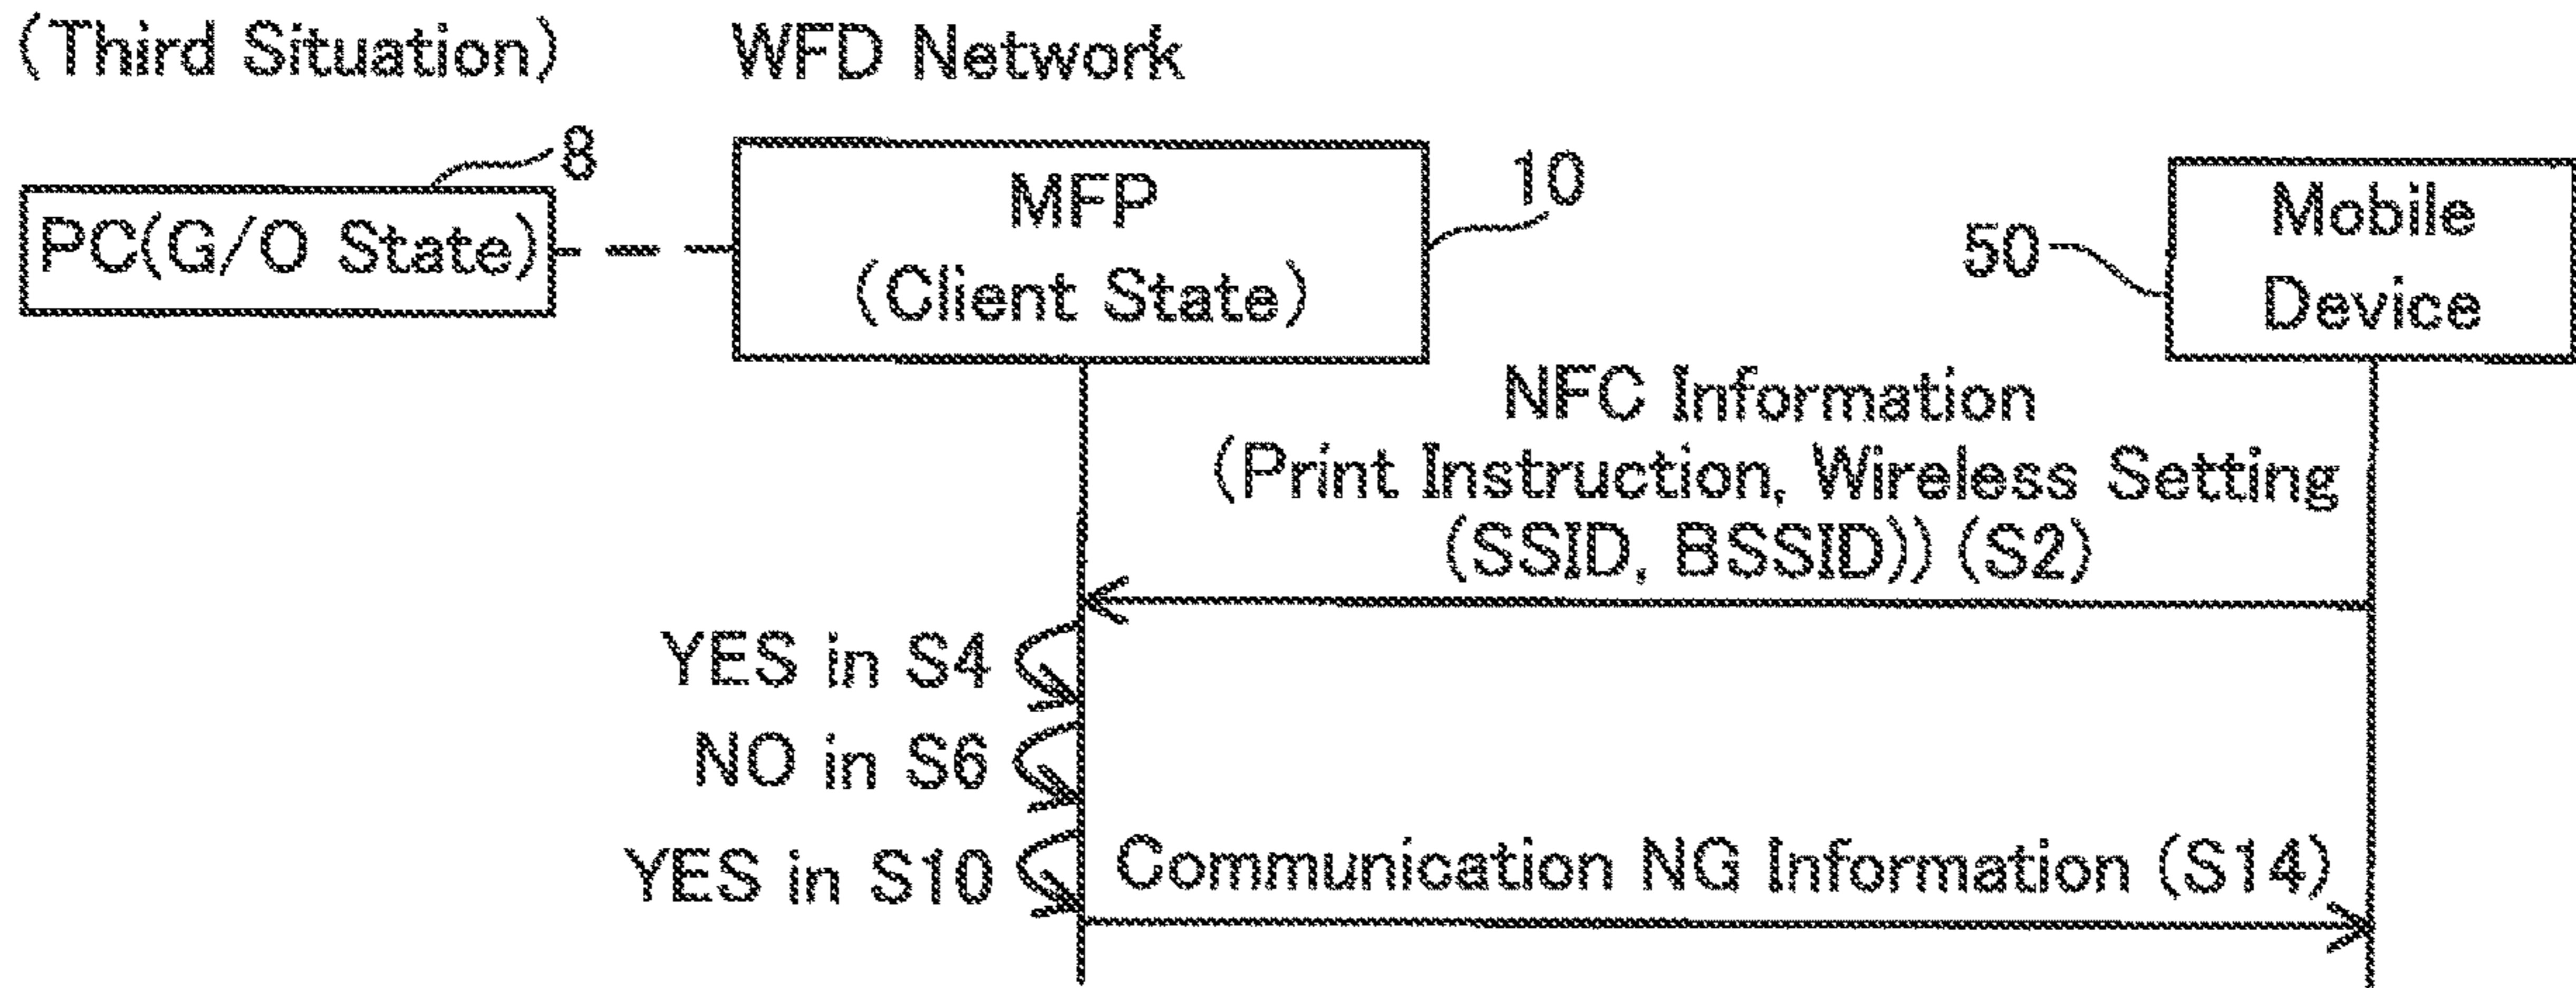 (Third Situation)
WFD Network
8
PC(G/O State)
MFP
(Client State)
10
50
Mobile
Device
NFC Information
(Print Instruction, Wireless Setting
(SSID, BSSID)) (S2)
YES in S4
NO in S6
YES in S10
Communication NG Information (S14)